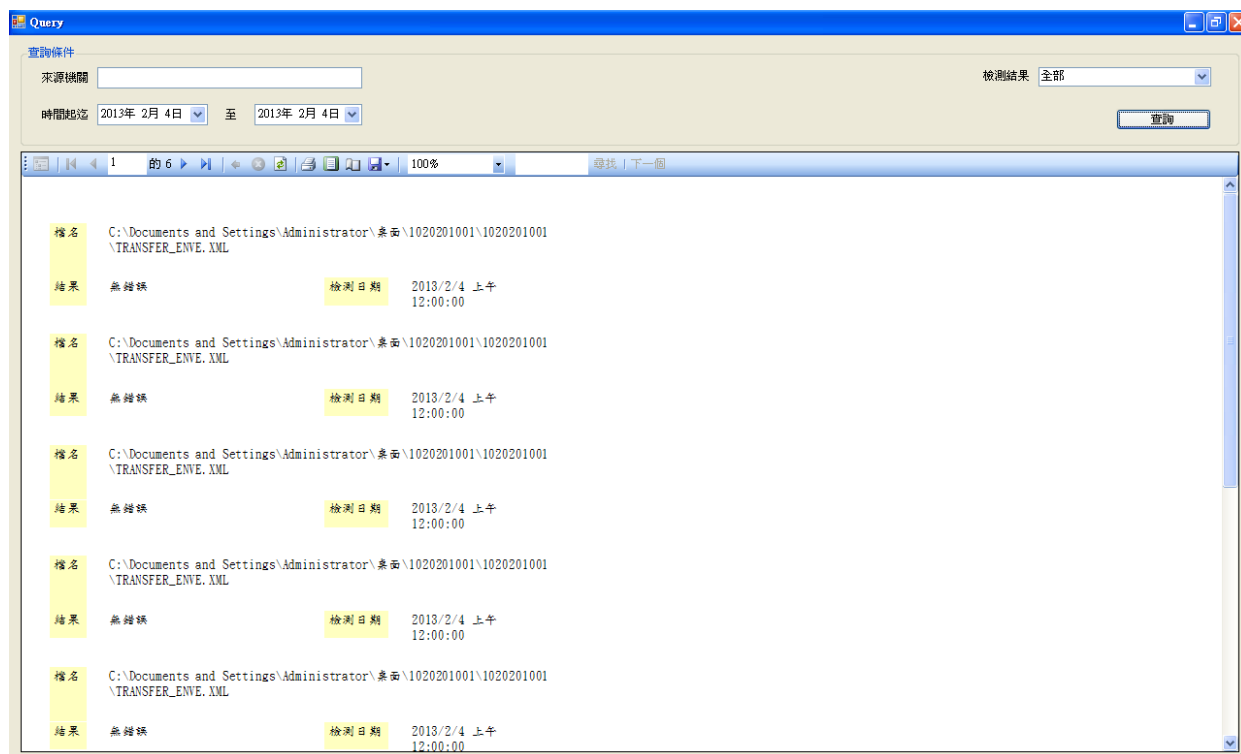 Query
查詢條件
來源機關 檢測結果 全部
時間起迄 2013年 2月 4日 至 2013年 2月 4日 查詢
1 的 6 100% 尋找 | 下一個
檔名 C:\Documents and Settings\Administrator\桌面\1020201001\1020201001
\TRANSFER_ENVE.XML
結果 無錯誤 檢測日期 2013/2/4 上午
12:00:00
檔名 C:\Documents and Settings\Administrator\桌面\1020201001\1020201001
\TRANSFER_ENVE.XML
結果 無錯誤 檢測日期 2013/2/4 上午
12:00:00
檔名 C:\Documents and Settings\Administrator\桌面\1020201001\1020201001
\TRANSFER_ENVE.XML
結果 無錯誤 檢測日期 2013/2/4 上午
12:00:00
檔名 C:\Documents and Settings\Administrator\桌面\1020201001\1020201001
\TRANSFER_ENVE.XML
結果 無錯誤 檢測日期 2013/2/4 上午
12:00:00
檔名 C:\Documents and Settings\Administrator\桌面\1020201001\1020201001
\TRANSFER_ENVE.XML
結果 無錯誤 檢測日期 2013/2/4 上午
12:00:00